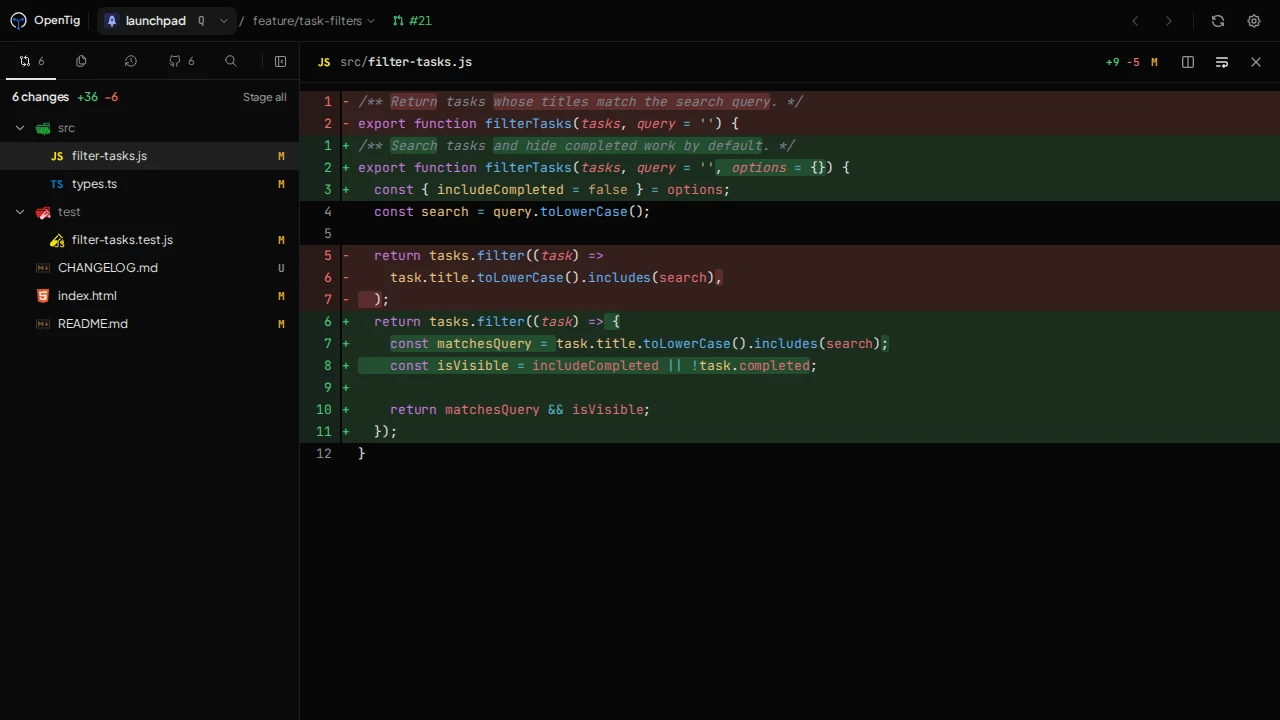 OpenTig launchpad Q / feature/task-filters #21
6 6
6 changes +36 −6 Stage all
src
JS filter-tasks.js M
TS types.ts M
test
filter-tasks.test.js M
CHANGELOG.md U
index.html M
README.md M
JS src/filter-tasks.js +9 -5 M
1 - /** Return tasks whose titles match the search query. */
2 - export function filterTasks(tasks, query = '') {
1 + /** Search tasks and hide completed work by default. */
2 + export function filterTasks(tasks, query = '', options = {}) {
3 + const { includeCompleted = false } = options;
4 const search = query.toLowerCase();
5
5 - return tasks.filter((task) =>
6 - task.title.toLowerCase().includes(search),
7 - );
6 + return tasks.filter((task) => {
7 + const matchesQuery = task.title.toLowerCase().includes(search);
8 + const isVisible = includeCompleted || !task.completed;
9 +
10 + return matchesQuery && isVisible;
11 + });
12 }